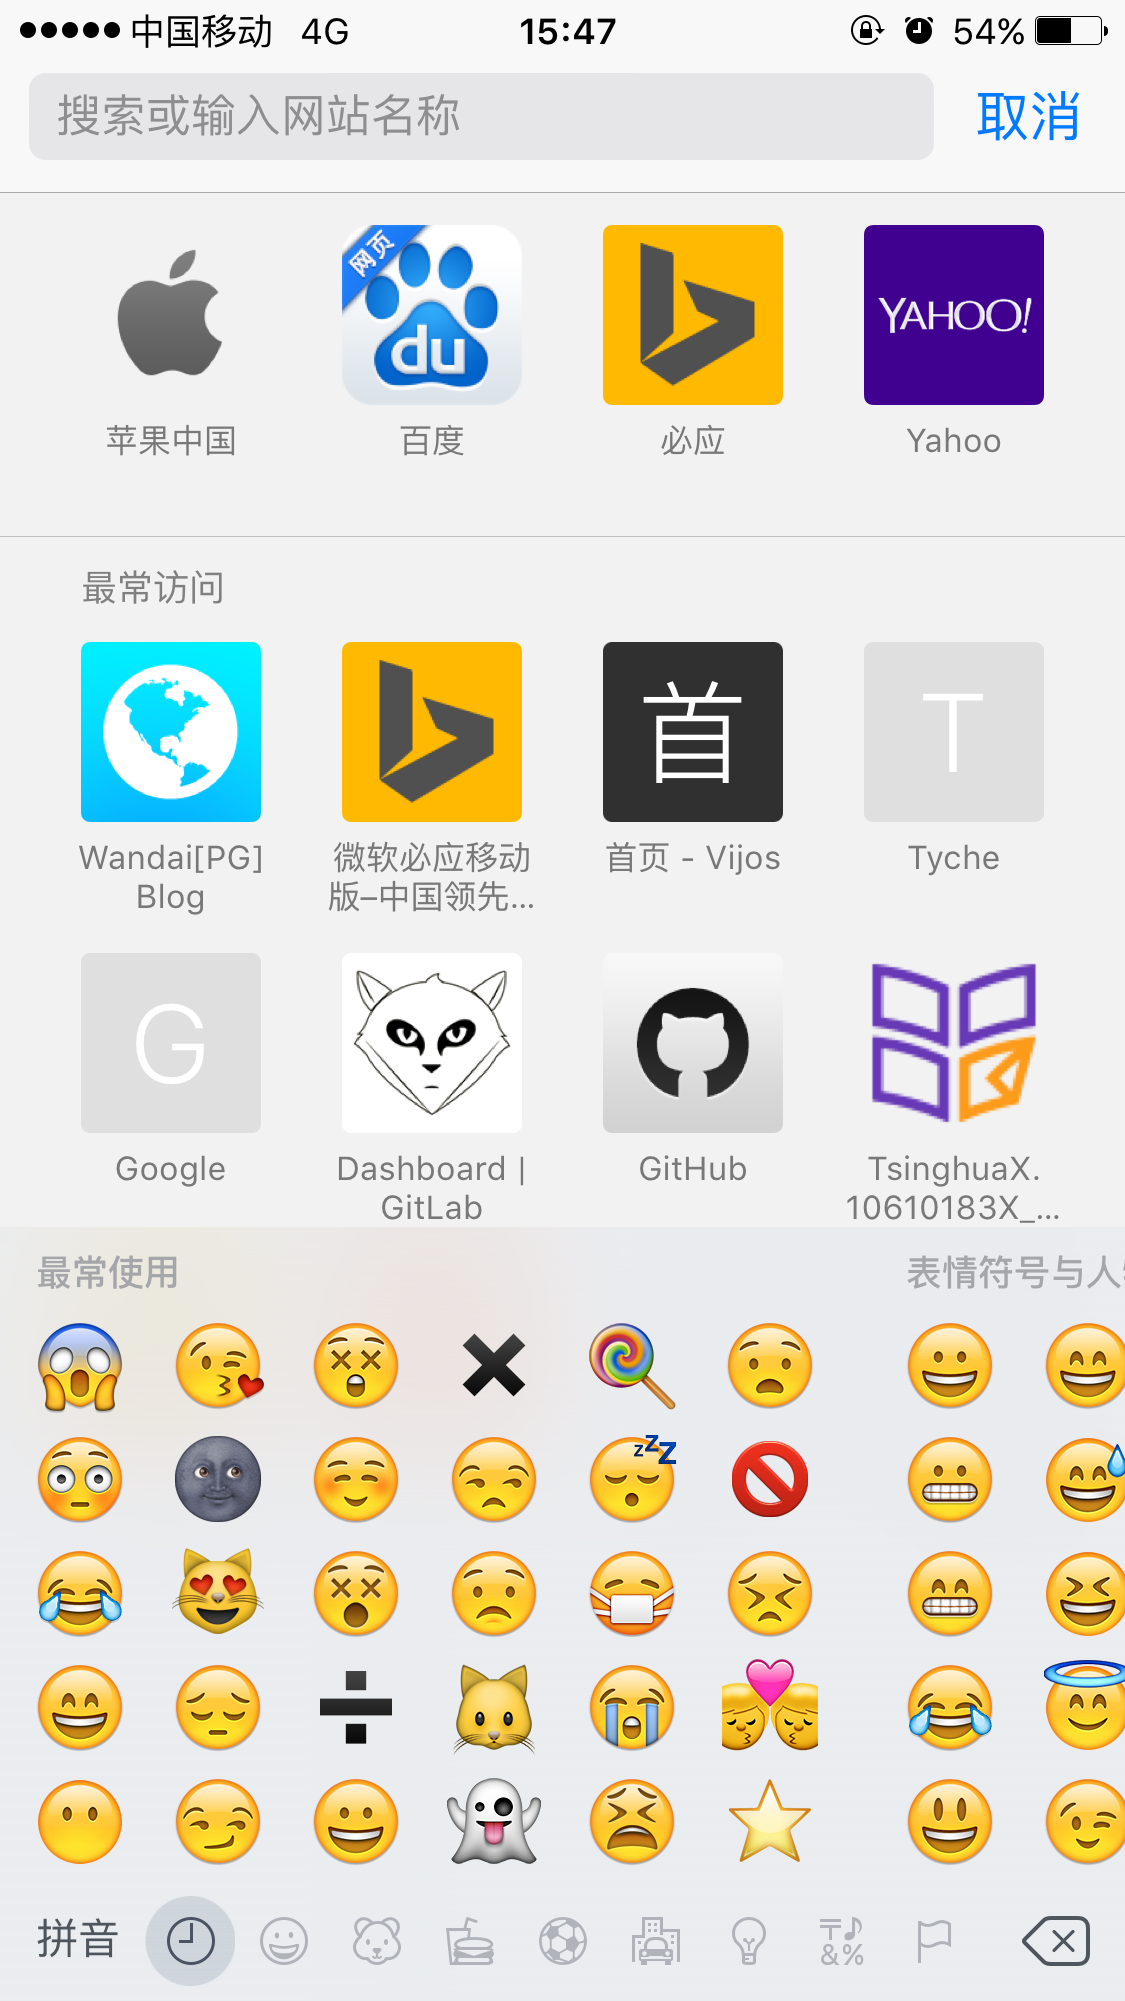 中国移动 4G 15:47 54%
搜索或输入网站名称 取消
网页
du
YAHOO!
苹果中国 百度 必应 Yahoo
最常访问
首 T
Wandai[PG] 微软必应移动 首页 - Vijos Tyche
Blog 版–中国领先...
G
Google Dashboard | GitHub TsinghuaX.
GitLab 10610183X_...
最常使用 表情符号与人
zZZ
拼音
&%